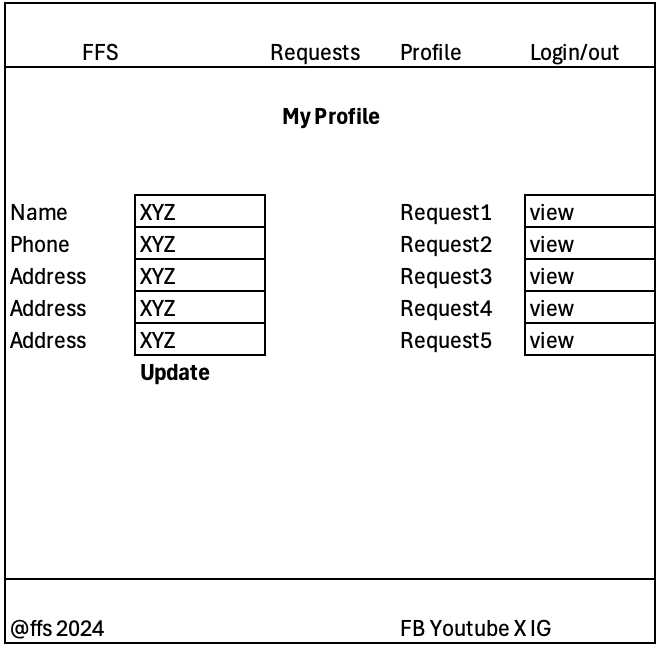 FFS Requests Profile Login/out
My Profile
Name XYZ Request1 view
Phone XYZ Request2 view
Address XYZ Request3 view
Address XYZ Request4 view
Address XYZ Request5 view
Update
@ffs 2024 FB Youtube X IG